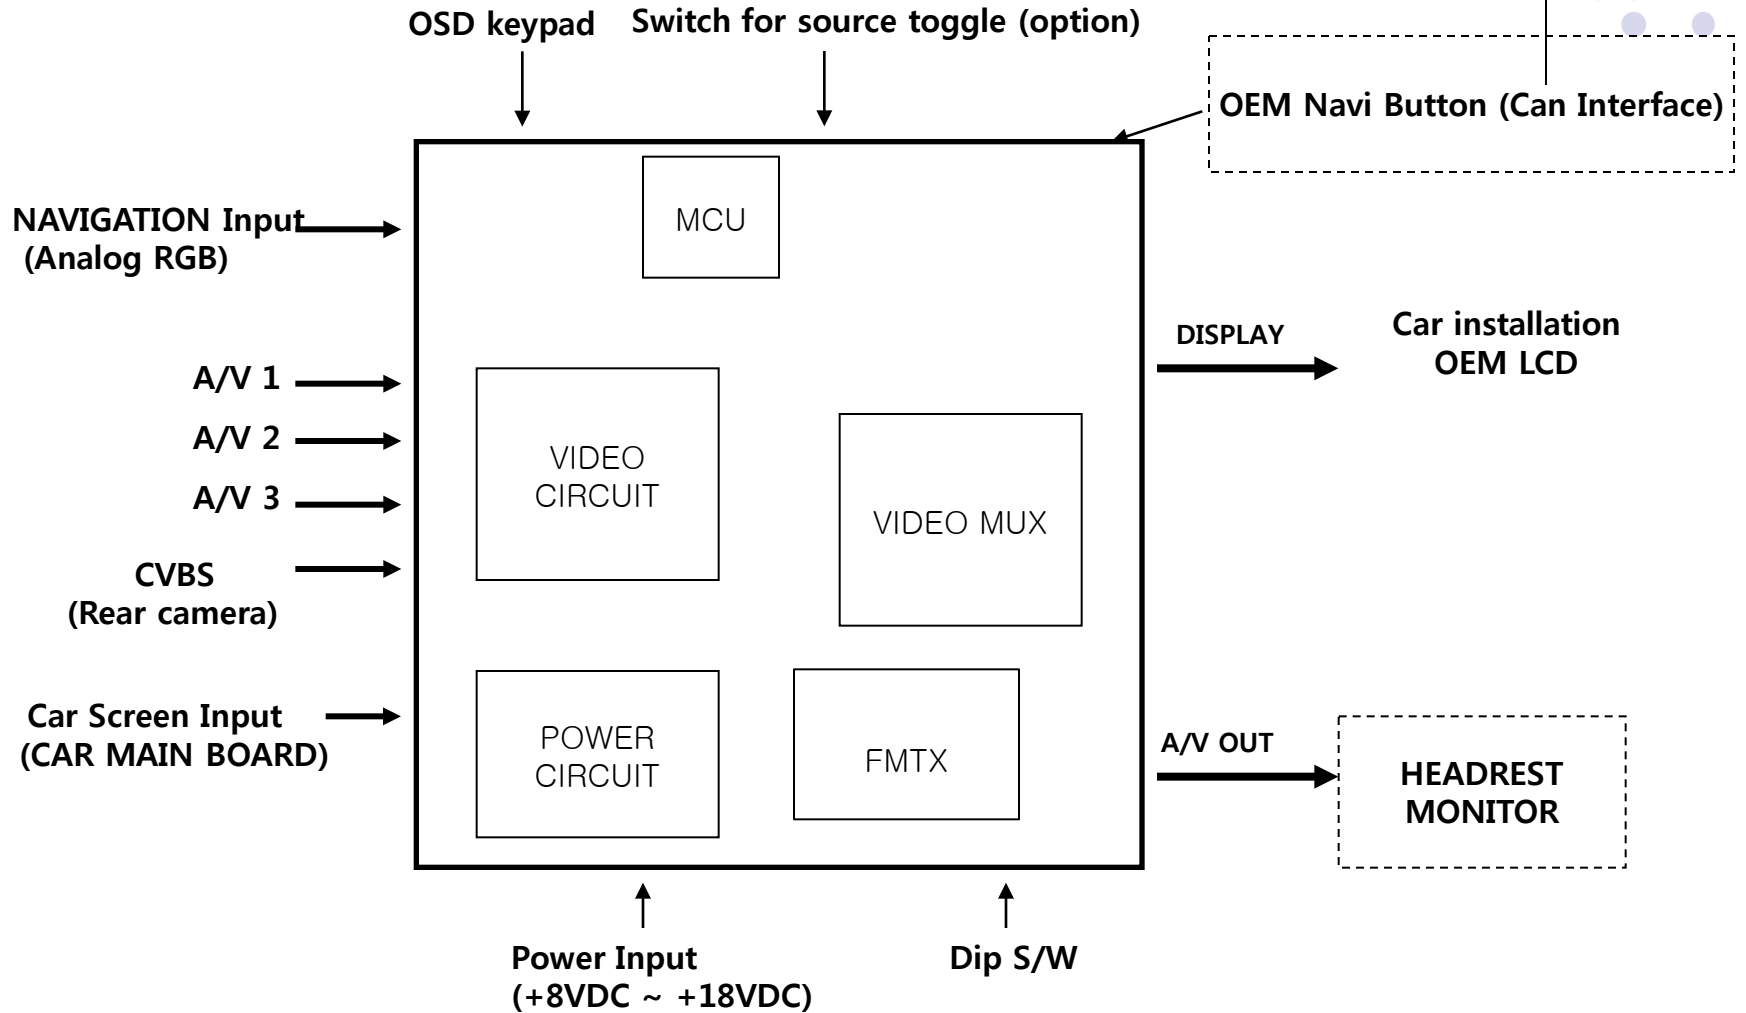 OSD keypad
Switch for source toggle (option)
OEM Navi Button (Can Interface)
NAVIGATION Input
(Analog RGB)
MCU
DISPLAY
Car installation
OEM LCD
A/V 1
A/V 2
A/V 3
VIDEO
CIRCUIT
VIDEO MUX
CVBS
(Rear camera)
Car Screen Input
(CAR MAIN BOARD)
POWER
CIRCUIT
FMTX
A/V OUT
HEADREST
MONITOR
Power Input
(+8VDC ~ +18VDC)
Dip S/W